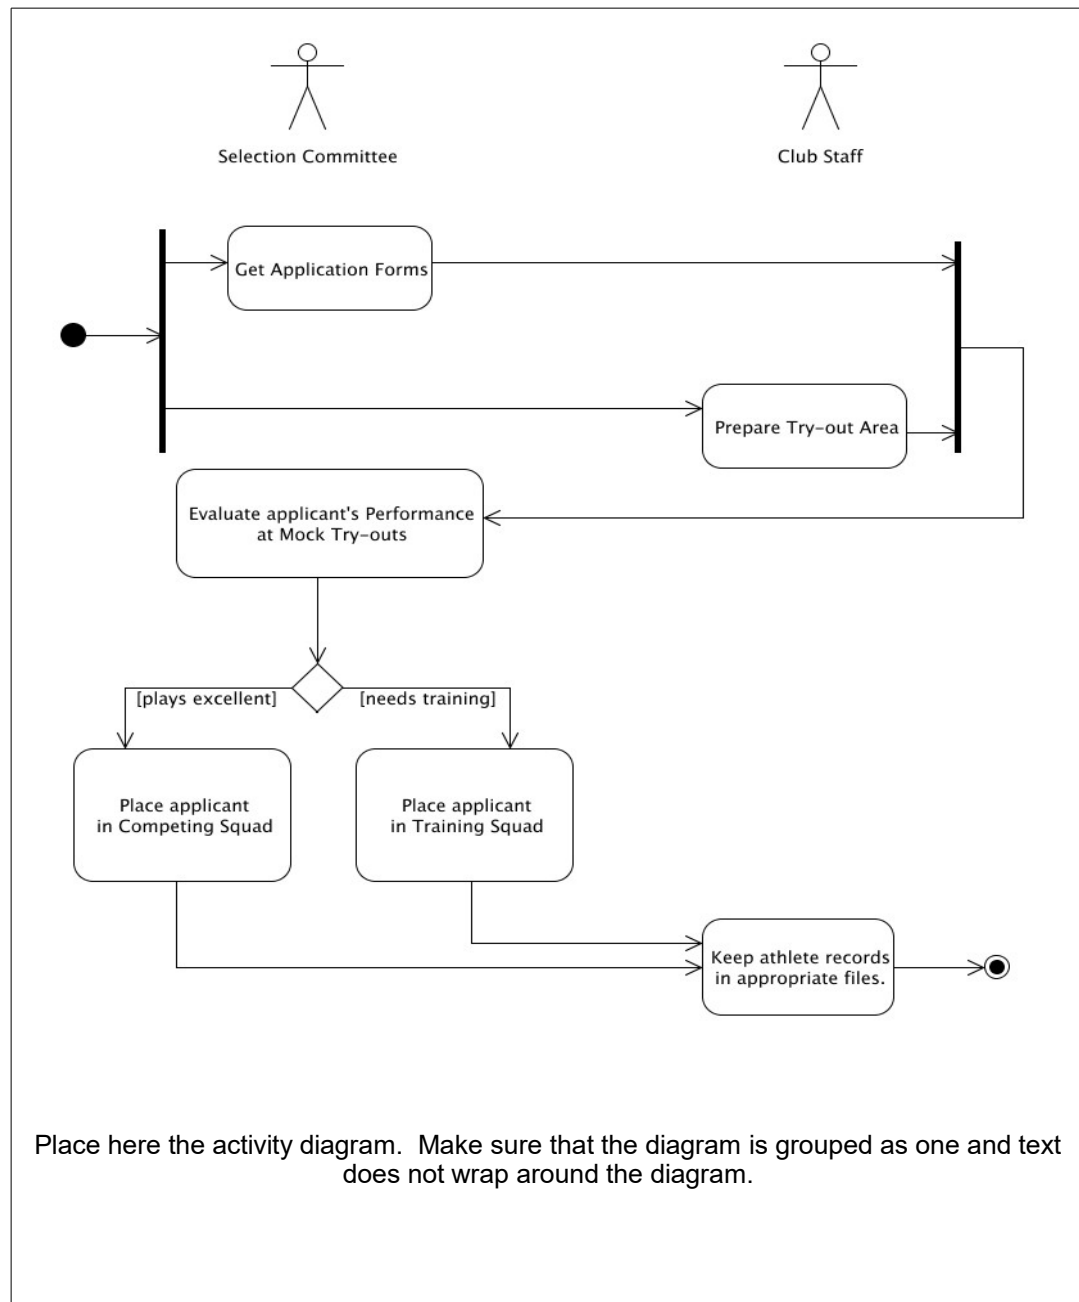 Selection Committee
Club Staff
Get Application Forms
Prepare Try-out Area
Evaluate applicant's Performance
at Mock Try-outs
[plays excellent]
[needs training]
Place applicant
in Competing Squad
Place applicant
in Training Squad
Keep athlete records
in appropriate files.
Place here the activity diagram.  Make sure that the diagram is grouped as one and text
does not wrap around the diagram.